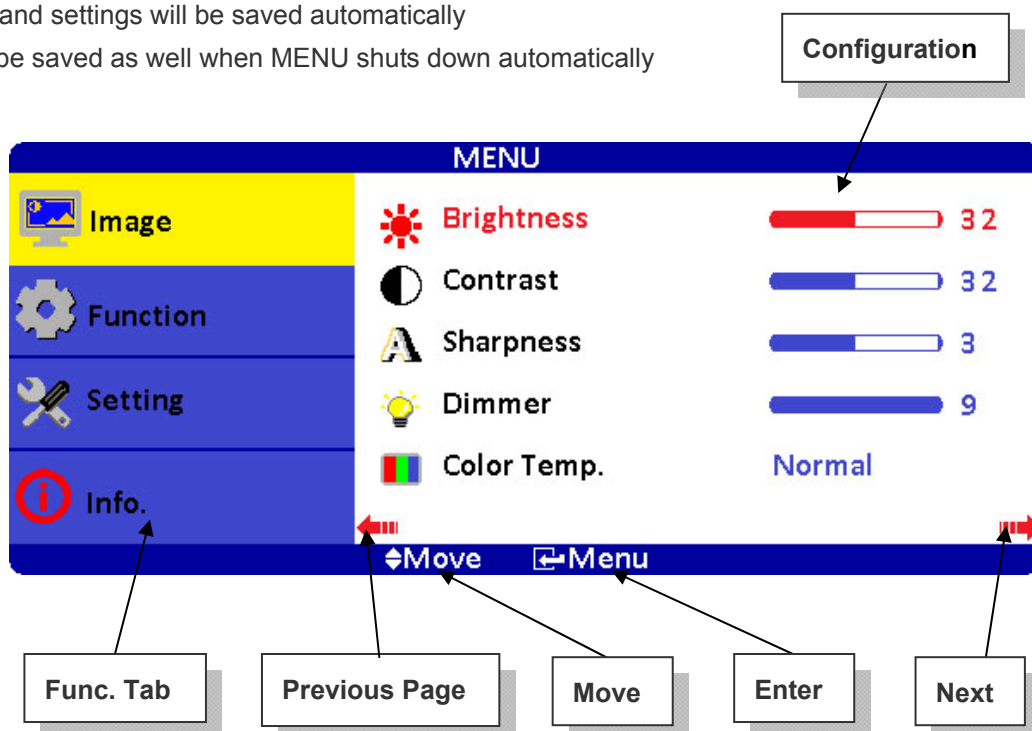 and settings will be saved automatically
be saved as well when MENU shuts down automatically
Configuration
MENU
Image
Function
Setting
Info.
Brightness 32
Contrast 32
Sharpness 3
Dimmer 9
Color Temp. Normal
Move Menu
Func. Tab
Previous Page
Move
Enter
Next